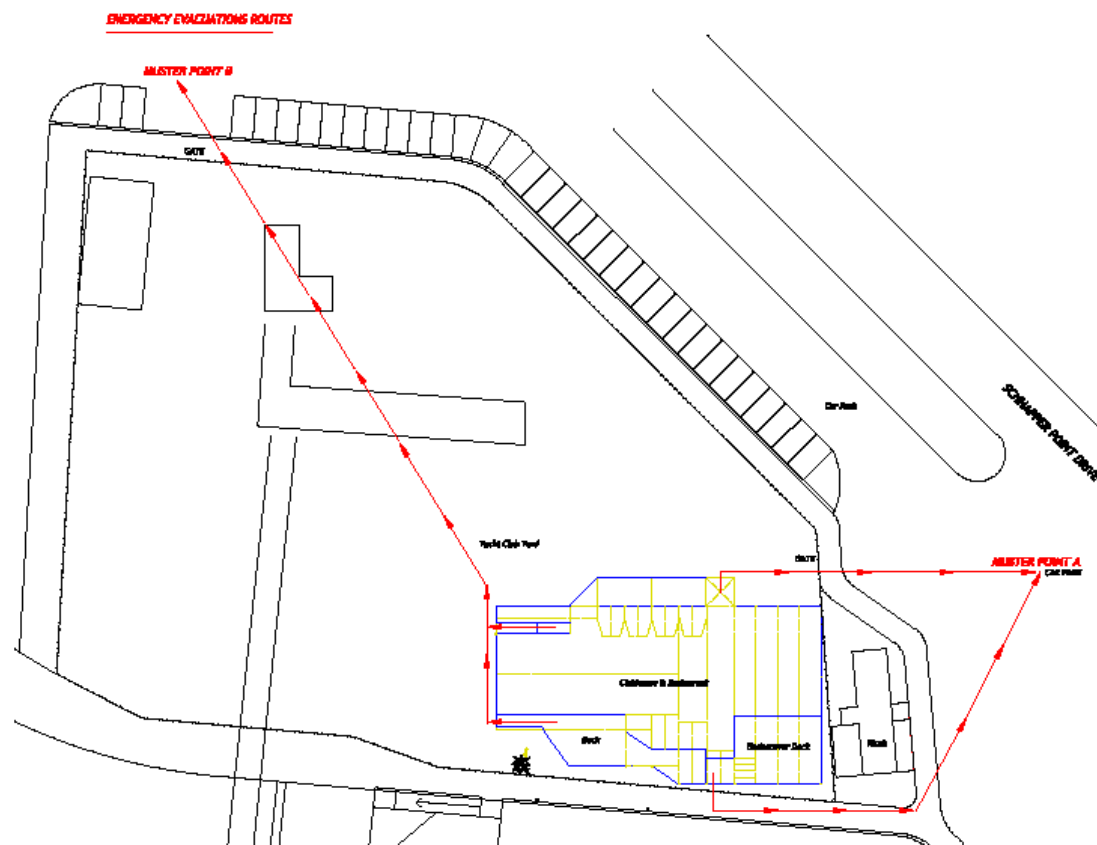 EMERGENCY EVACUATIONS ROUTES
MUSTER POINT B
GATE
Car Park
SCHNAPPER POINT DRIVE
Yacht Club Yard
GATE
MUSTER POINT A
CAR PARK
Clubhouse & Restaurant
Deck
Restaurant Deck